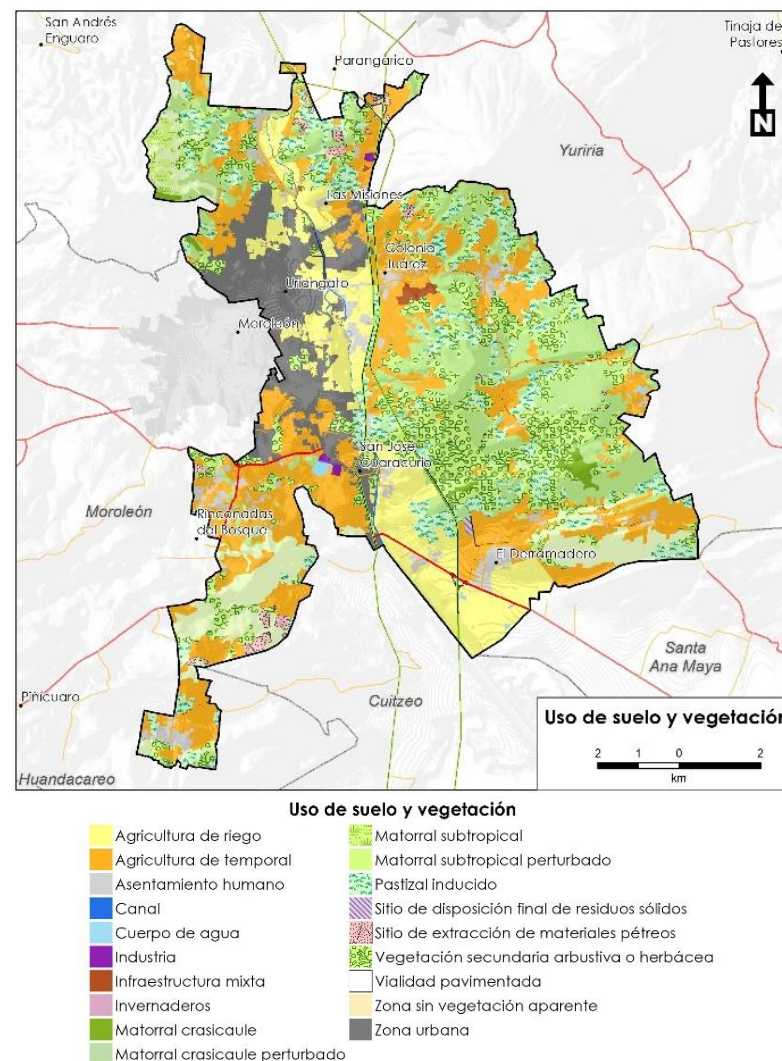 San Andrés
Enguaro
Parangarico
Tinaja de
Pastores
N
Yuriria
Las Misiones
Colonia
Juárez
Uriangato
Moroleón
San José
Cuaracurio
Moroleón
Rinconadas
del Bosque
El Derramadero
Santa
Ana Maya
Piñicuaro
Cuitzeo
Huandacareo
Uso de suelo y vegetación
2 1 0 2
km
Uso de suelo y vegetación
Agricultura de riego
Agricultura de temporal
Asentamiento humano
Canal
Cuerpo de agua
Industria
Infraestructura mixta
Invernaderos
Matorral crasicaule
Matorral crasicaule perturbado
Matorral subtropical
Matorral subtropical perturbado
Pastizal inducido
Sitio de disposición final de residuos sólidos
Sitio de extracción de materiales pétreos
Vegetación secundaria arbustiva o herbácea
Vialidad pavimentada
Zona sin vegetación aparente
Zona urbana